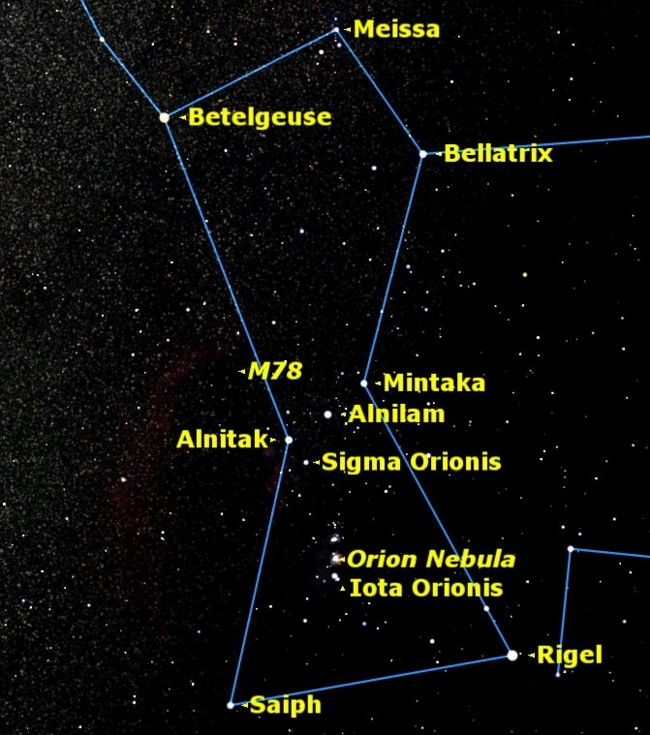 Meissa
Betelgeuse
Bellatrix
M78
Mintaka
Alnilam
Alnitak
Sigma Orionis
Orion Nebula
Iota Orionis
Rigel
Saiph